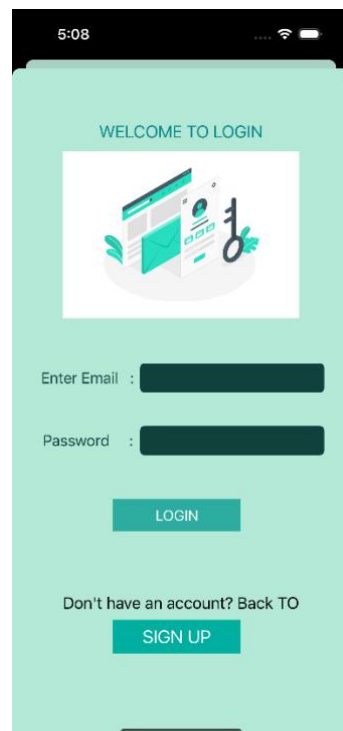 5:08
WELCOME TO LOGIN
Enter Email :
Password :
LOGIN
Don't have an account? Back TO
SIGN UP